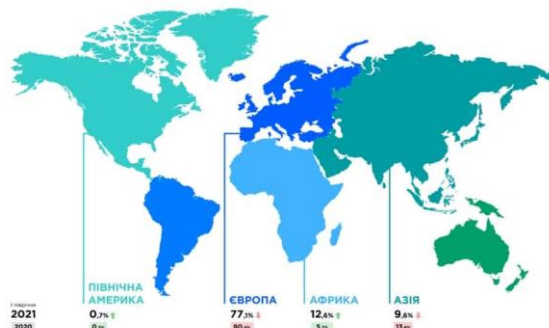 ПІВНІЧНА
АМЕРИКА
ЄВРОПА
АФРИКА
АЗІЯ
2021
0,7%
77,1%
12,6%
9,6%
2020